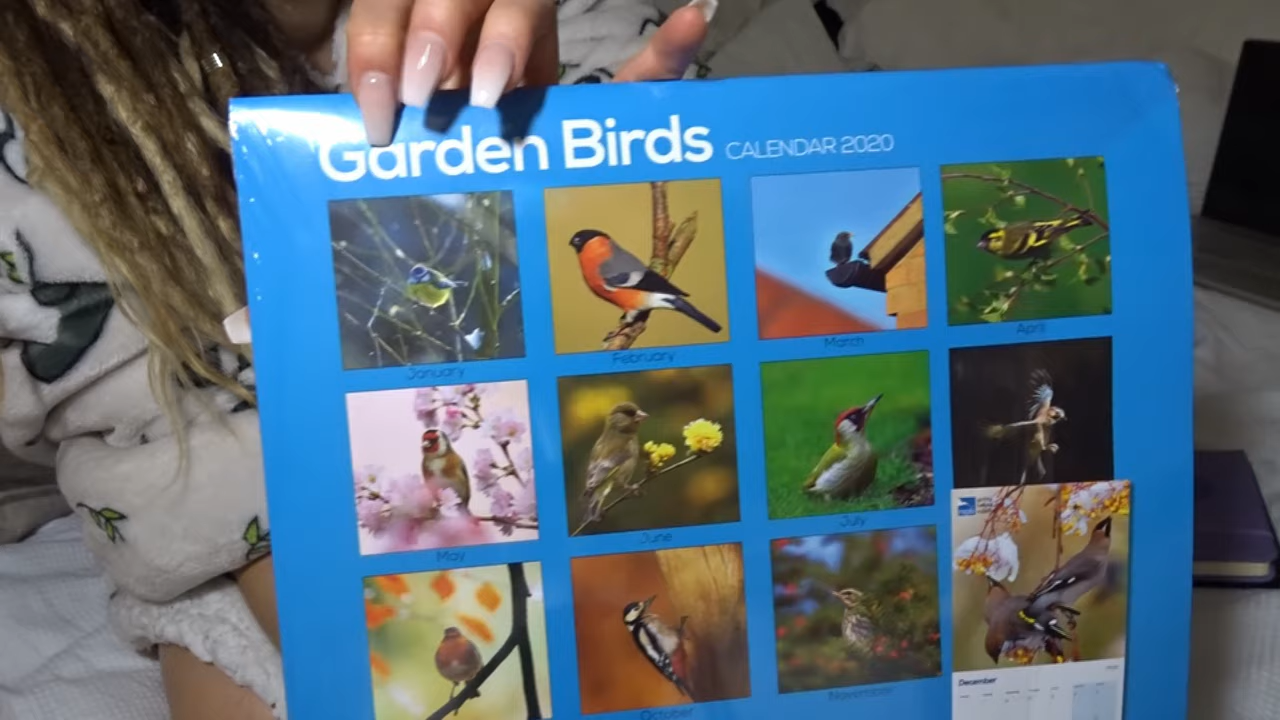 Garden Birds CALENDAR 2020
January
February
March
April
May
June
July
October
November
December